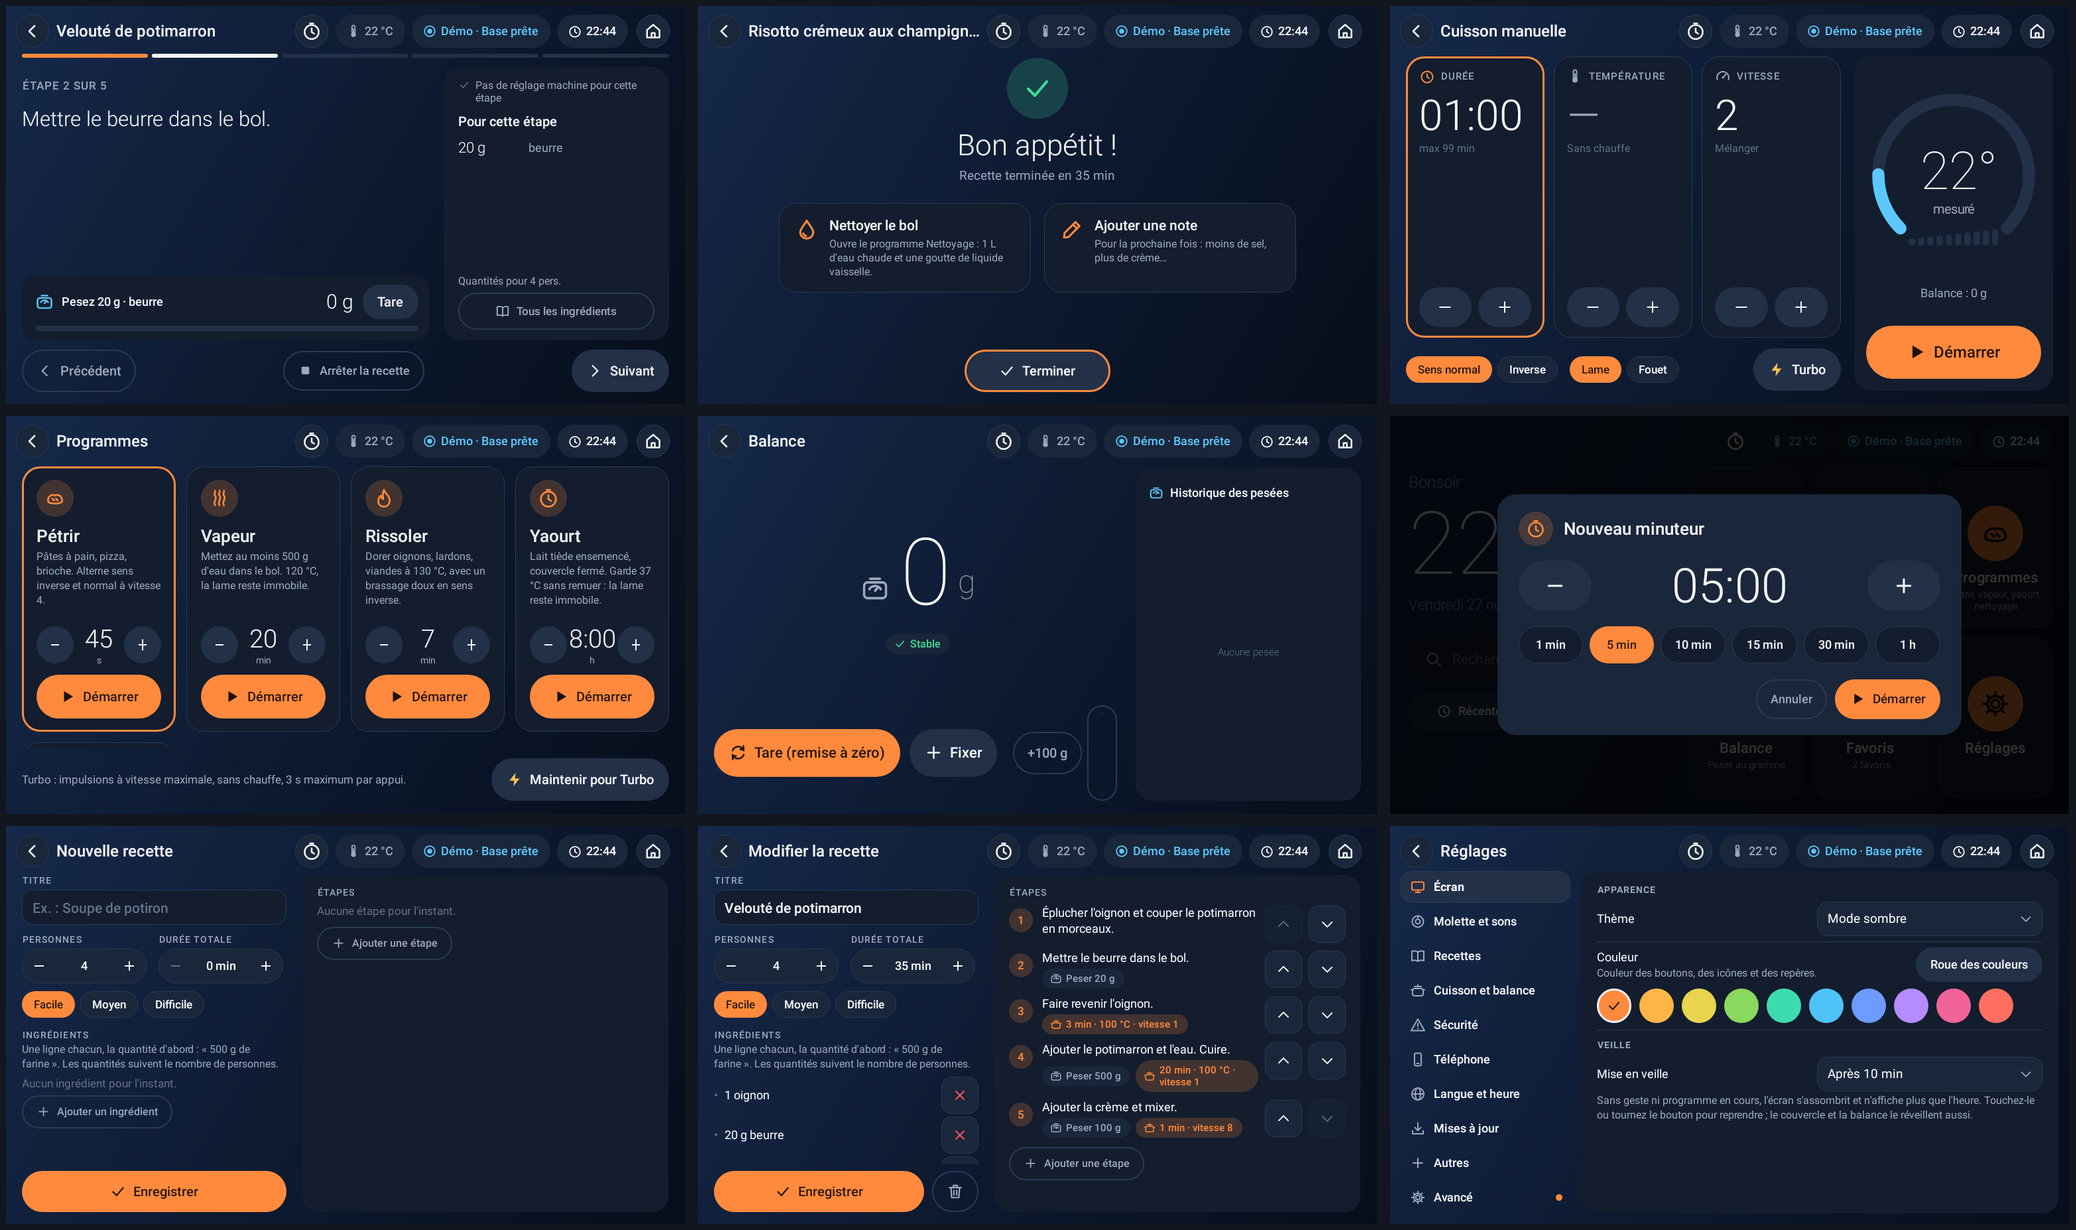 Velouté de potimarron
22 °C
Démo · Base prête
22:44
ÉTAPE 2 SUR 5
Mettre le beurre dans le bol.
Pas de réglage machine pour cette
étape
Pour cette étape
20 g beurre
Pesez 20 g · beurre
0 g
Tare
Quantités pour 4 pers.
Tous les ingrédients
Précédent
Arrêter la recette
Suivant
Risotto crémeux aux champign...
22 °C
Démo · Base prête
22:44
Bon appétit !
Recette terminée en 35 min
Nettoyer le bol
Ouvre le programme Nettoyage : 1 L
d'eau chaude et une goutte de liquide
vaisselle.
Ajouter une note
Pour la prochaine fois : moins de sel,
plus de crème...
Terminer
Cuisson manuelle
22 °C
Démo · Base prête
22:44
DURÉE
01:00
max 99 min
TEMPÉRATURE
—
Sans chauffe
VITESSE
2
Mélanger
22°
mesuré
Balance : 0 g
Démarrer
Sens normal
Inverse
Lame
Fouet
Turbo
Programmes
22 °C
Démo · Base prête
22:44
Pétrir
Pâtes à pain, pizza,
brioche. Alterne sens
inverse et normal à vitesse
4.
45
s
Démarrer
Vapeur
Mettez au moins 500 g
d'eau dans le bol. 120 °C,
la lame reste immobile.
20
min
Démarrer
Rissoler
Dorer oignons, lardons,
viandes à 130 °C, avec un
brassage doux en sens
inverse.
7
min
Démarrer
Yaourt
Lait tiède ensemencé,
couvercle fermé. Garde 37
°C sans remuer : la lame
reste immobile.
8:00
h
Démarrer
Turbo : impulsions à vitesse maximale, sans chauffe, 3 s maximum par appui.
Maintenir pour Turbo
Balance
22 °C
Démo · Base prête
22:44
0 g
Stable
Tare (remise à zéro)
Fixer
+100 g
Historique des pesées
Aucune pesée
22 °C
Démo · Base prête
22:44
Bonsoir
22
Vendredi 27
Nouveau minuteur
05:00
1 min
5 min
10 min
15 min
30 min
1 h
Annuler
Démarrer
Balance
Peser au gramme
Favoris
2 favoris
Réglages
Nouvelle recette
22 °C
Démo · Base prête
22:44
TITRE
Ex. : Soupe de potiron
PERSONNES
4
DURÉE TOTALE
0 min
Facile
Moyen
Difficile
INGRÉDIENTS
Une ligne chacun, la quantité d'abord : « 500 g de
farine ». Les quantités suivent le nombre de personnes.
Aucun ingrédient pour l'instant.
Ajouter un ingrédient
Enregistrer
ÉTAPES
Aucune étape pour l'instant.
Ajouter une étape
Modifier la recette
22 °C
Démo · Base prête
22:44
TITRE
Velouté de potimarron
PERSONNES
4
DURÉE TOTALE
35 min
Facile
Moyen
Difficile
INGRÉDIENTS
Une ligne chacun, la quantité d'abord : « 500 g de
farine ». Les quantités suivent le nombre de personnes.
1 oignon
20 g beurre
Enregistrer
ÉTAPES
1 Éplucher l'oignon et couper le potimarron
en morceaux.
2 Mettre le beurre dans le bol.
Peser 20 g
3 Faire revenir l'oignon.
3 min · 100 °C · vitesse 1
4 Ajouter le potimarron et l'eau. Cuire.
Peser 500 g
20 min · 100 °C ·
vitesse 1
5 Ajouter la crème et mixer.
Peser 100 g
1 min · vitesse 8
Ajouter une étape
Réglages
22 °C
Démo · Base prête
22:44
Écran
Molette et sons
Recettes
Cuisson et balance
Sécurité
Téléphone
Langue et heure
Mises à jour
Autres
Avancé
APPARENCE
Thème
Mode sombre
Couleur
Couleur des boutons, des icônes et des repères.
Roue des couleurs
VEILLE
Mise en veille
Après 10 min
Sans geste ni programme en cours, l'écran s'assombrit et n'affiche plus que l'heure. Touchez-le
ou tournez le bouton pour reprendre ; le couvercle et la balance le réveillent aussi.